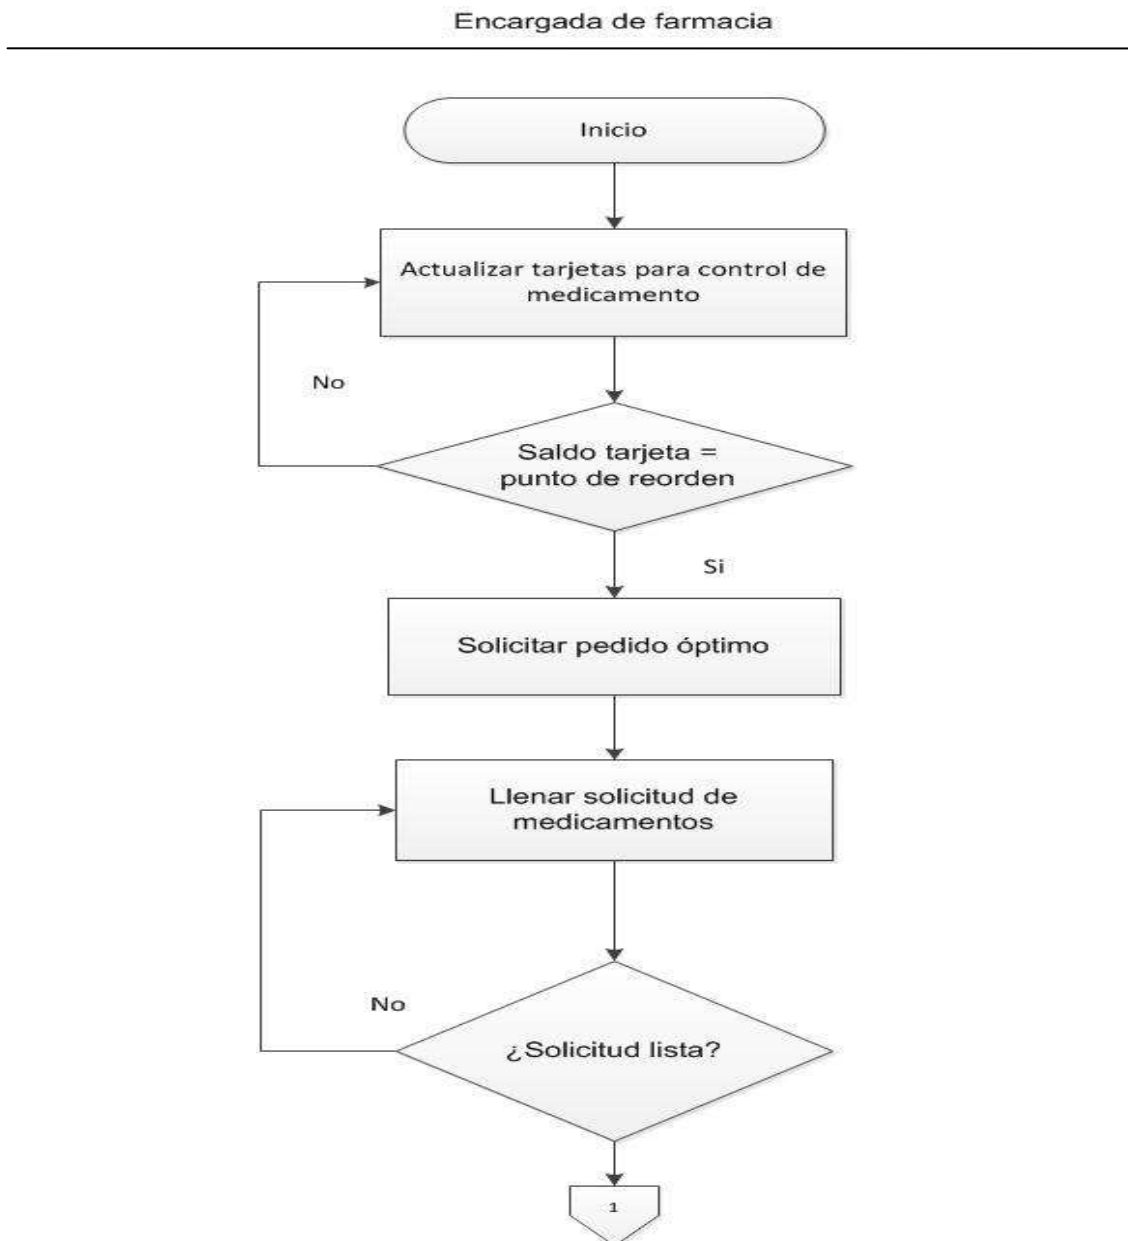 Encargada de farmacia
Inicio
Actualizar tarjetas para control de
medicamento
No
Saldo tarjeta =
punto de reorden
Si
Solicitar pedido óptimo
Llenar solicitud de
medicamentos
No
¿Solicitud lista?
1